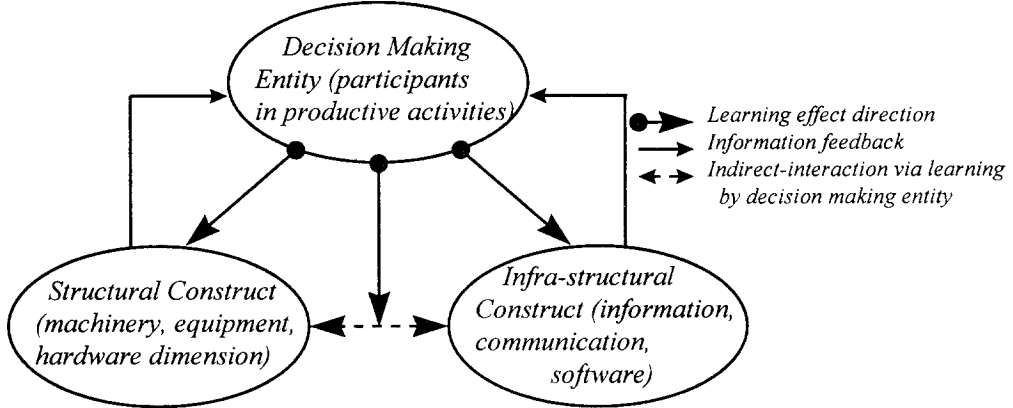 Decision Making
Entity (participants
in productive activities)
Learning effect direction
Information feedback
Indirect-interaction via learning
by decision making entity
Structural Construct
(machinery, equipment,
hardware dimension)
Infra-structural
Construct (information,
communication,
software)